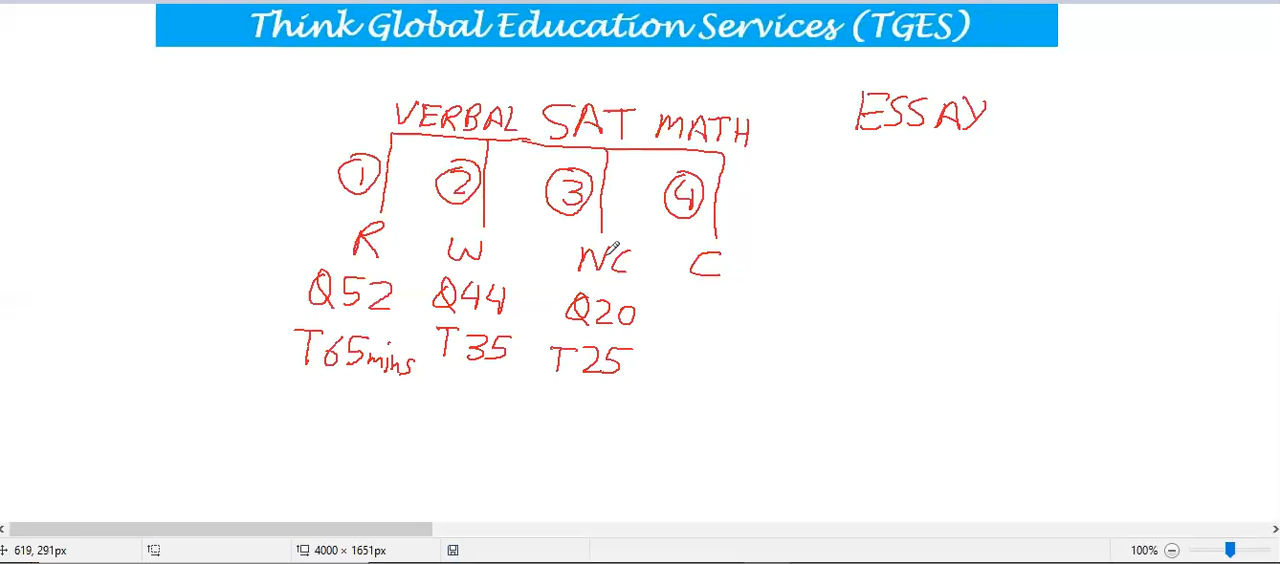 Think Global Education Services (TGES)
VERBAL SAT MATH ESSAY
1 2 3 4
R W NC C
Q52 Q44 Q20
T65mins T35 T25
619, 291px 4000 × 1651px 100%